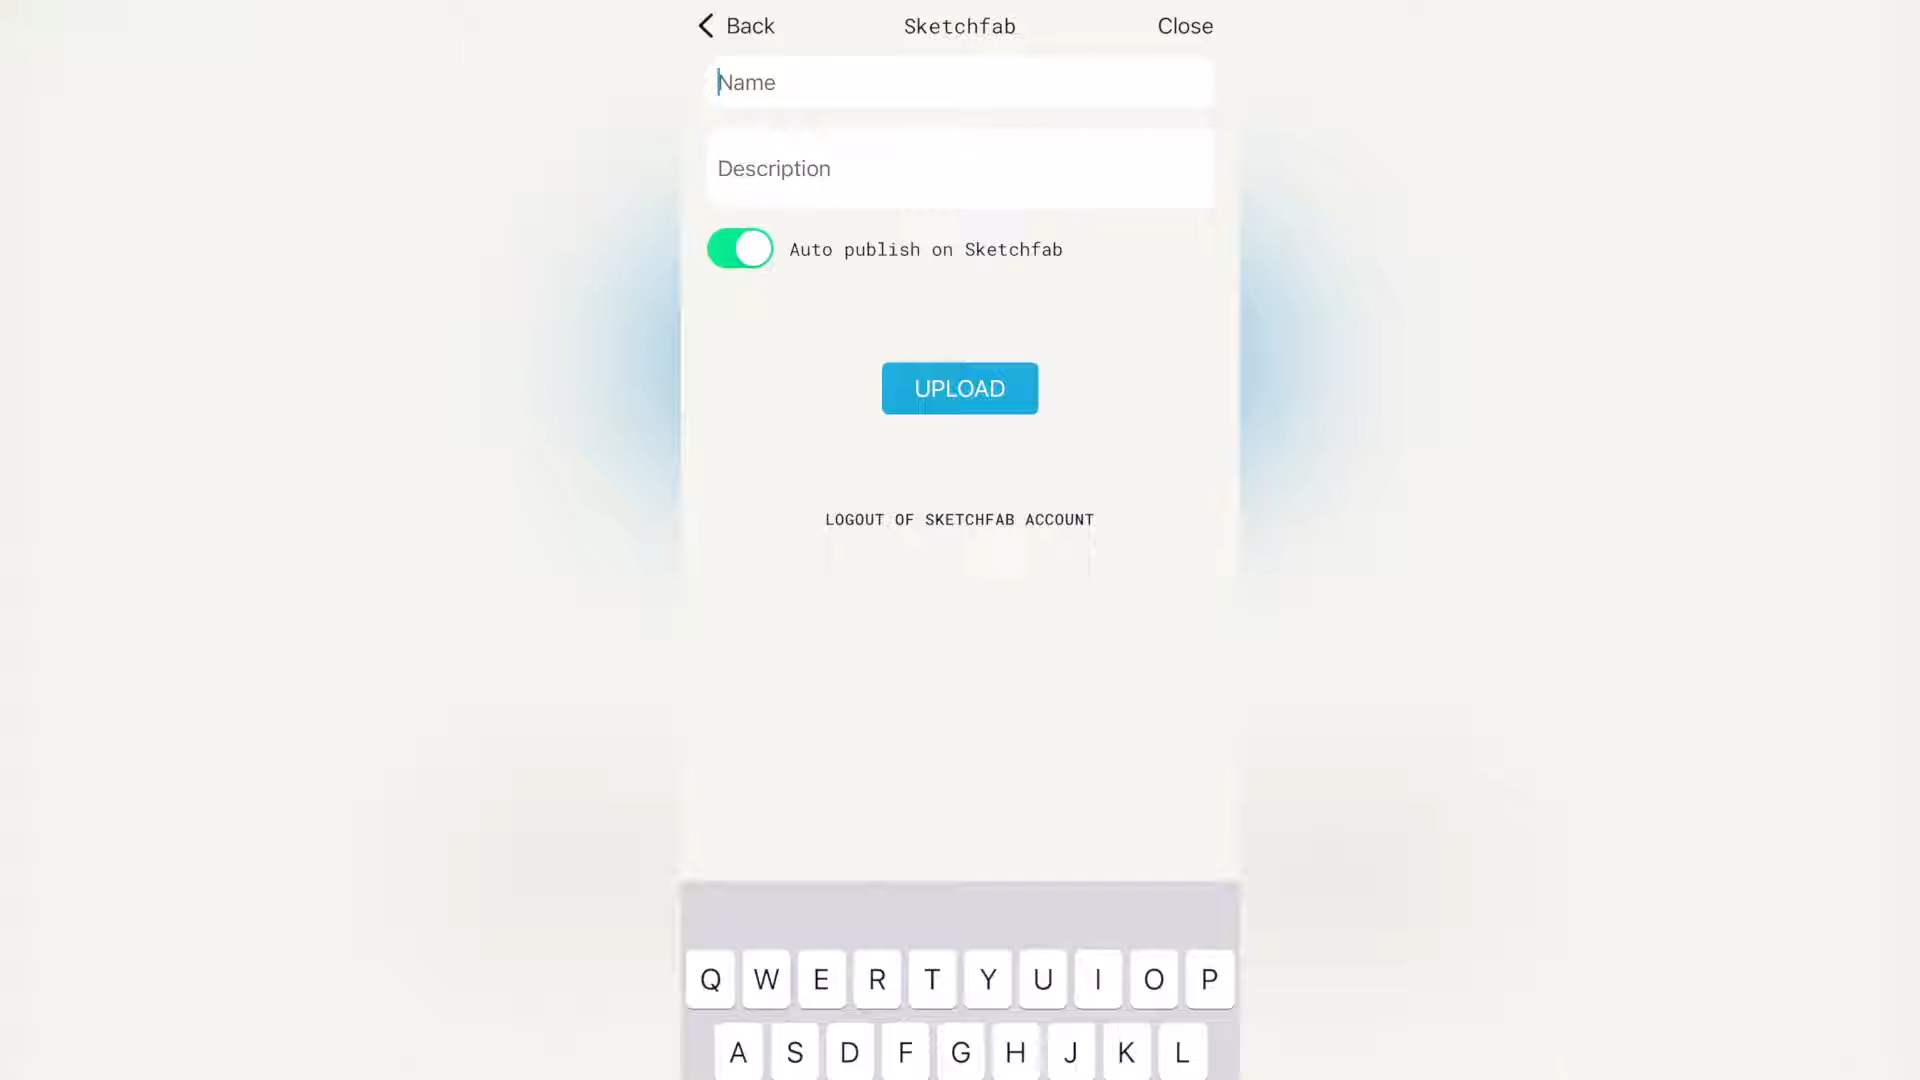 Back Sketchfab Close
Name
Description
Auto publish on Sketchfab
UPLOAD
LOGOUT OF SKETCHFAB ACCOUNT
Q W E R T Y U I O P
A S D F G H J K L